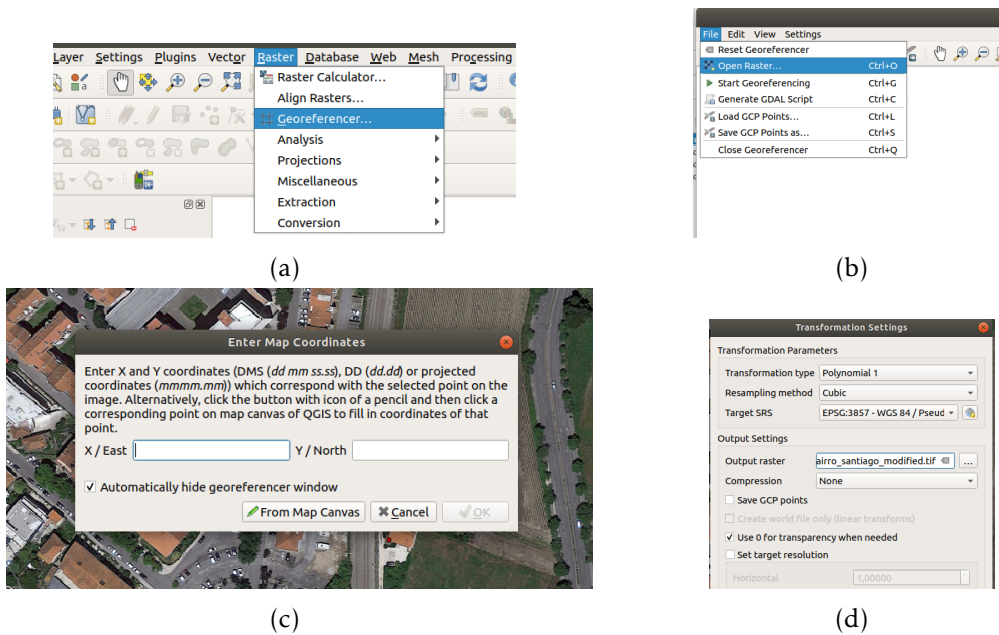 Layer Settings Plugins Vector Raster Database Web Mesh Processing
Raster Calculator...
Align Rasters...
Georeferencer...
Analysis
Projections
Miscellaneous
Extraction
Conversion
(a)
File Edit View Settings
Reset Georeferencer
Open Raster... Ctrl+O
Start Georeferencing Ctrl+G
Generate GDAL Script Ctrl+C
Load GCP Points... Ctrl+L
Save GCP Points as... Ctrl+S
Close Georeferencer Ctrl+Q
(b)
Enter Map Coordinates
Enter X and Y coordinates (DMS (dd mm ss.ss), DD (dd.dd) or projected
coordinates (mmmm.mm)) which correspond with the selected point on the
image. Alternatively, click the button with icon of a pencil and then click a
corresponding point on map canvas of QGIS to fill in coordinates of that
point.
X / East Y / North
Automatically hide georeferencer window
From Map Canvas Cancel OK
(c)
Transformation Settings
Transformation Parameters
Transformation type Polynomial 1
Resampling method Cubic
Target SRS EPSG:3857 - WGS 84 / Pseud
Output Settings
Output raster airro_santiago_modified.tif ...
Compression None
Save GCP points
Create world file only (linear transforms)
Use 0 for transparency when needed
Set target resolution
Horizontal 1,00000
(d)